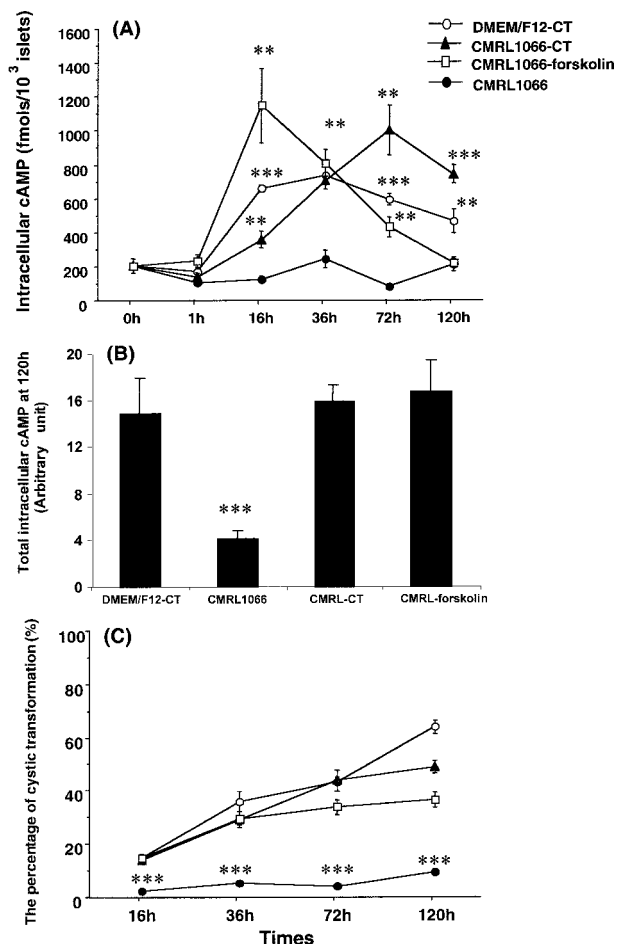 (A)
DMEM/F12-CT
CMRL1066-CT
CMRL1066-forskolin
CMRL1066
Intracellular cAMP (fmols/10³ islets)
1600
1400
1200
1000
800
600
400
200
0
**
**
**
***
***
***
**
**
**
0h 1h 16h 36h 72h 120h
(B)
Total intracellular cAMP at 120h
(Arbitrary unit)
20
16
12
8
4
0
***
DMEM/F12-CT CMRL1066 CMRL-CT CMRL-forskolin
(C)
The percentage of cystic transformation (%)
100
80
60
40
20
0
*** *** *** ***
16h 36h 72h 120h
Times